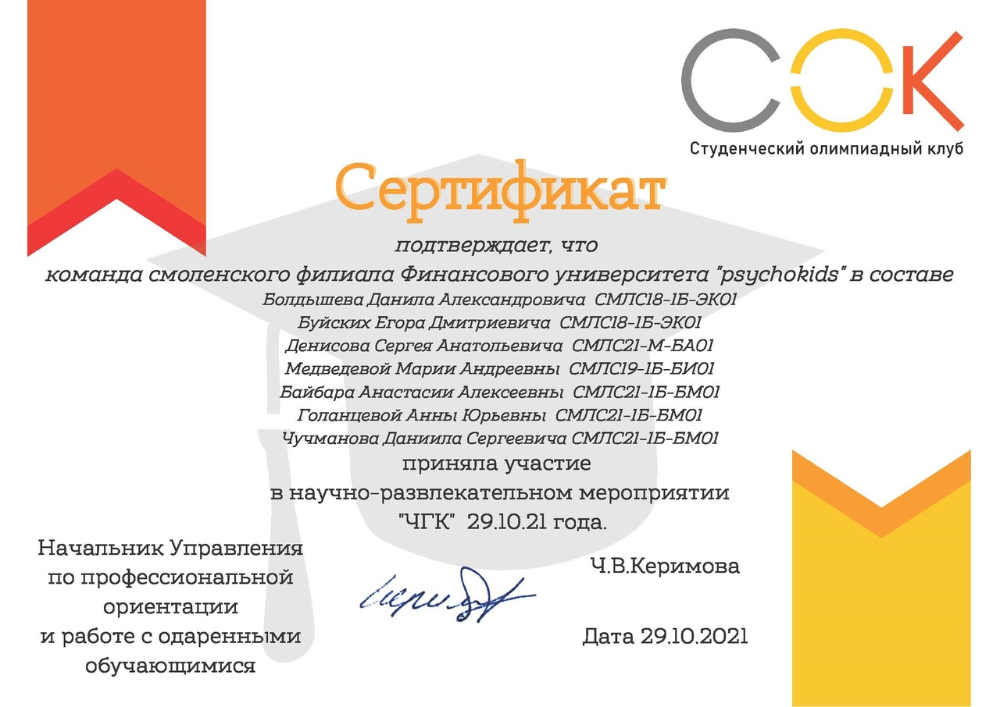 СОК
Студенческий олимпиадный клуб
Сертификат
подтверждает, что
команда смоленского филиала Финансового университета "psychokids" в составе
Болдышева Данила Александровича СМЛС18-1Б-ЭК01
Буйских Егора Дмитриевича СМЛС18-1Б-ЭК01
Денисова Сергея Анатольевича СМЛС21-М-БА01
Медведевой Марии Андреевны СМЛС19-1Б-БИ01
Байбара Анастасии Алексеевны СМЛС21-1Б-БМ01
Голанцевой Анны Юрьевны СМЛС21-1Б-БМ01
Чучманова Даниила Сергеевича СМЛС21-1Б-БМ01
приняла участие
в научно-развлекательном мероприятии
"ЧГК" 29.10.21 года.
Начальник Управления
по профессиональной
ориентации
и работе с одаренными
обучающимися
Ч.В.Керимова
Дата 29.10.2021